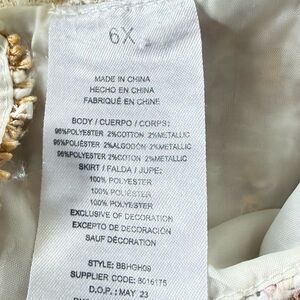 6X
MADE IN CHINA
HECHO EN CHINA
FABRIQUÉ EN CHINE
BODY / CUERPO / CORPS:
96%POLYESTER 2%COTTON 2%METALLIC
96%POLIÉSTER 2%ALGODÓN 2%METALLIC
96%POLYESTER 2%COTON 2%METALLIC
SKIRT / FALDA / JUPE:
100% POLYESTER
100% POLIÉSTER
100% POLYESTER
EXCLUSIVE OF DECORATION
EXCEPTO DE DECORACIÓN
SAUF DÉCORATION
STYLE: BBHGH09
SUPPLIER CODE: 8016175
D.O.P.: MAY 23